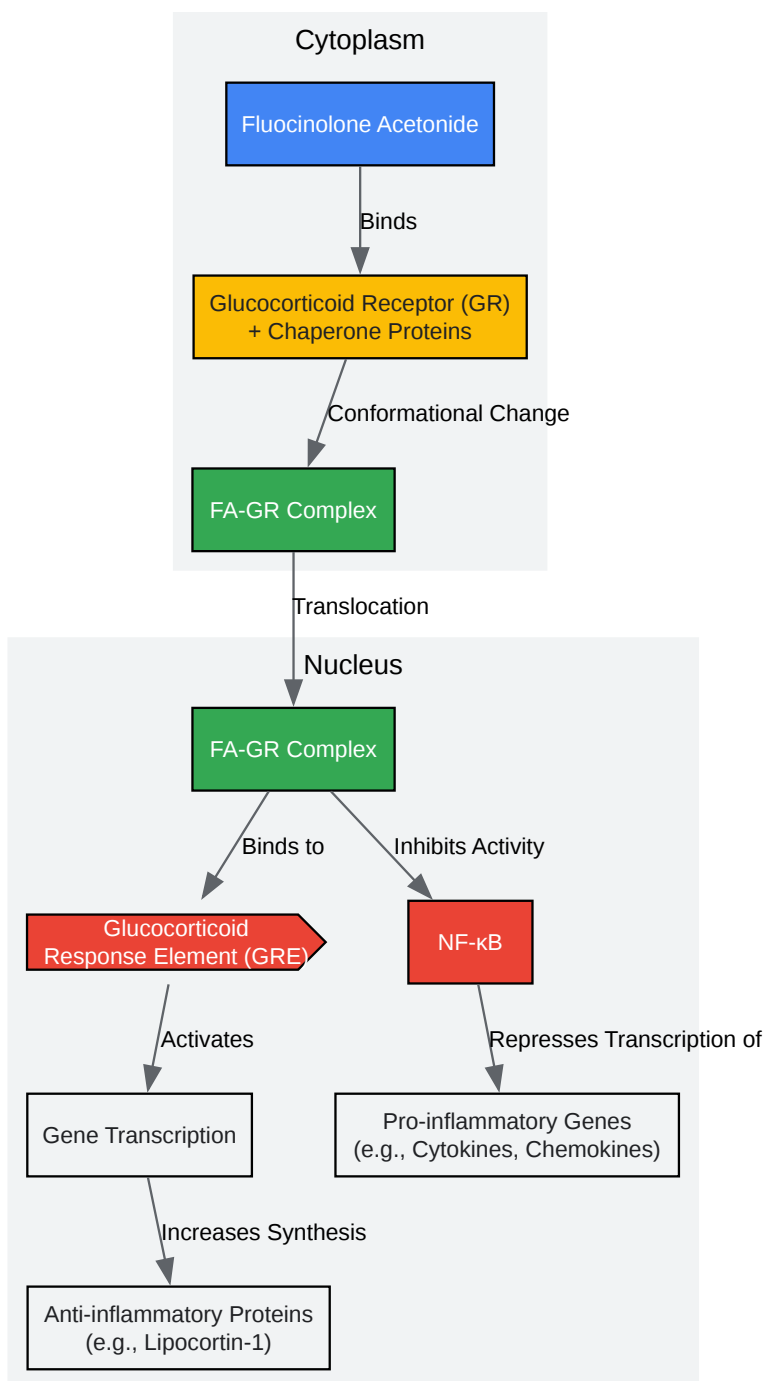 Cytoplasm
Fluocinolone Acetonide
Binds
Glucocorticoid Receptor (GR)
+ Chaperone Proteins
Conformational Change
FA-GR Complex
Translocation
Nucleus
FA-GR Complex
Binds to
Inhibits Activity
Glucocorticoid
Response Element (GRE)
NF-κB
Activates
Represses Transcription of
Gene Transcription
Pro-inflammatory Genes
(e.g., Cytokines, Chemokines)
Increases Synthesis
Anti-inflammatory Proteins
(e.g., Lipocortin-1)